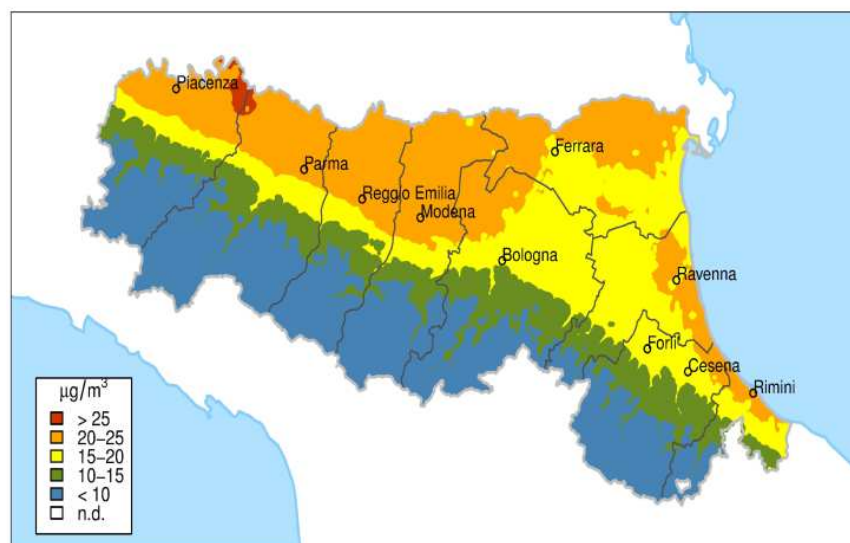 Piacenza
Parma
Reggio Emilia
Modena
Ferrara
Bologna
Ravenna
Forlì
Cesena
Rimini
μg/m³
> 25
20–25
15–20
10–15
< 10
n.d.